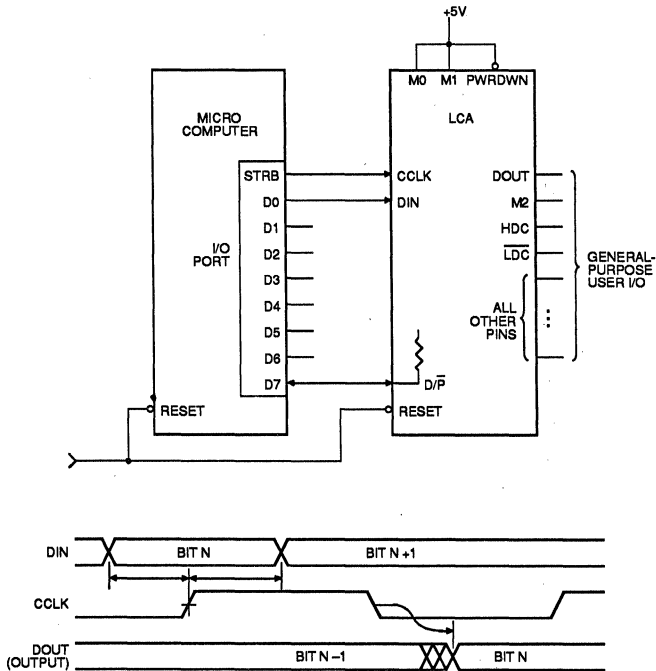 +5V
M0 M1 PWRDWN
MICRO
COMPUTER
LCA
STRB
CCLK
DOUT
D0
DIN
M2
D1
HDC
I/O
PORT
D2
LDC
D3
GENERAL-
PURPOSE
USER I/O
D4
ALL
OTHER
PINS
D5
D6
D7
D/P
RESET
RESET
DIN
BIT N
BIT N +1
CCLK
DOUT
(OUTPUT)
BIT N –1
BIT N